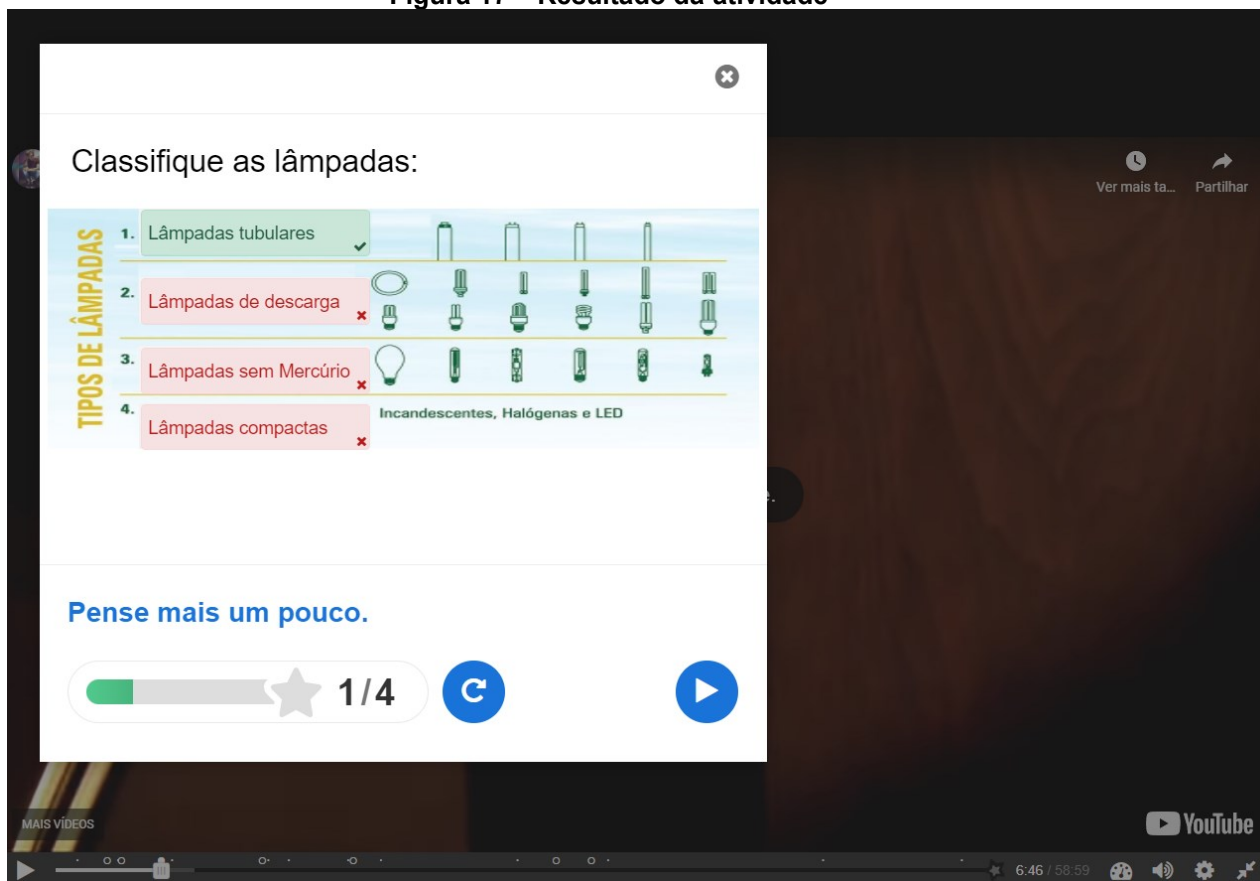 Figura 17 – Resultado da atividade
Classifique as lâmpadas:
Ver mais ta...
Partilhar
TIPOS DE LÂMPADAS
1. Lâmpadas tubulares
2. Lâmpadas de descarga
3. Lâmpadas sem Mercúrio
4. Lâmpadas compactas
Incandescentes, Halógenas e LED
Pense mais um pouco.
1/4
MAIS VÍDEOS
YouTube
6:46 / 58:59